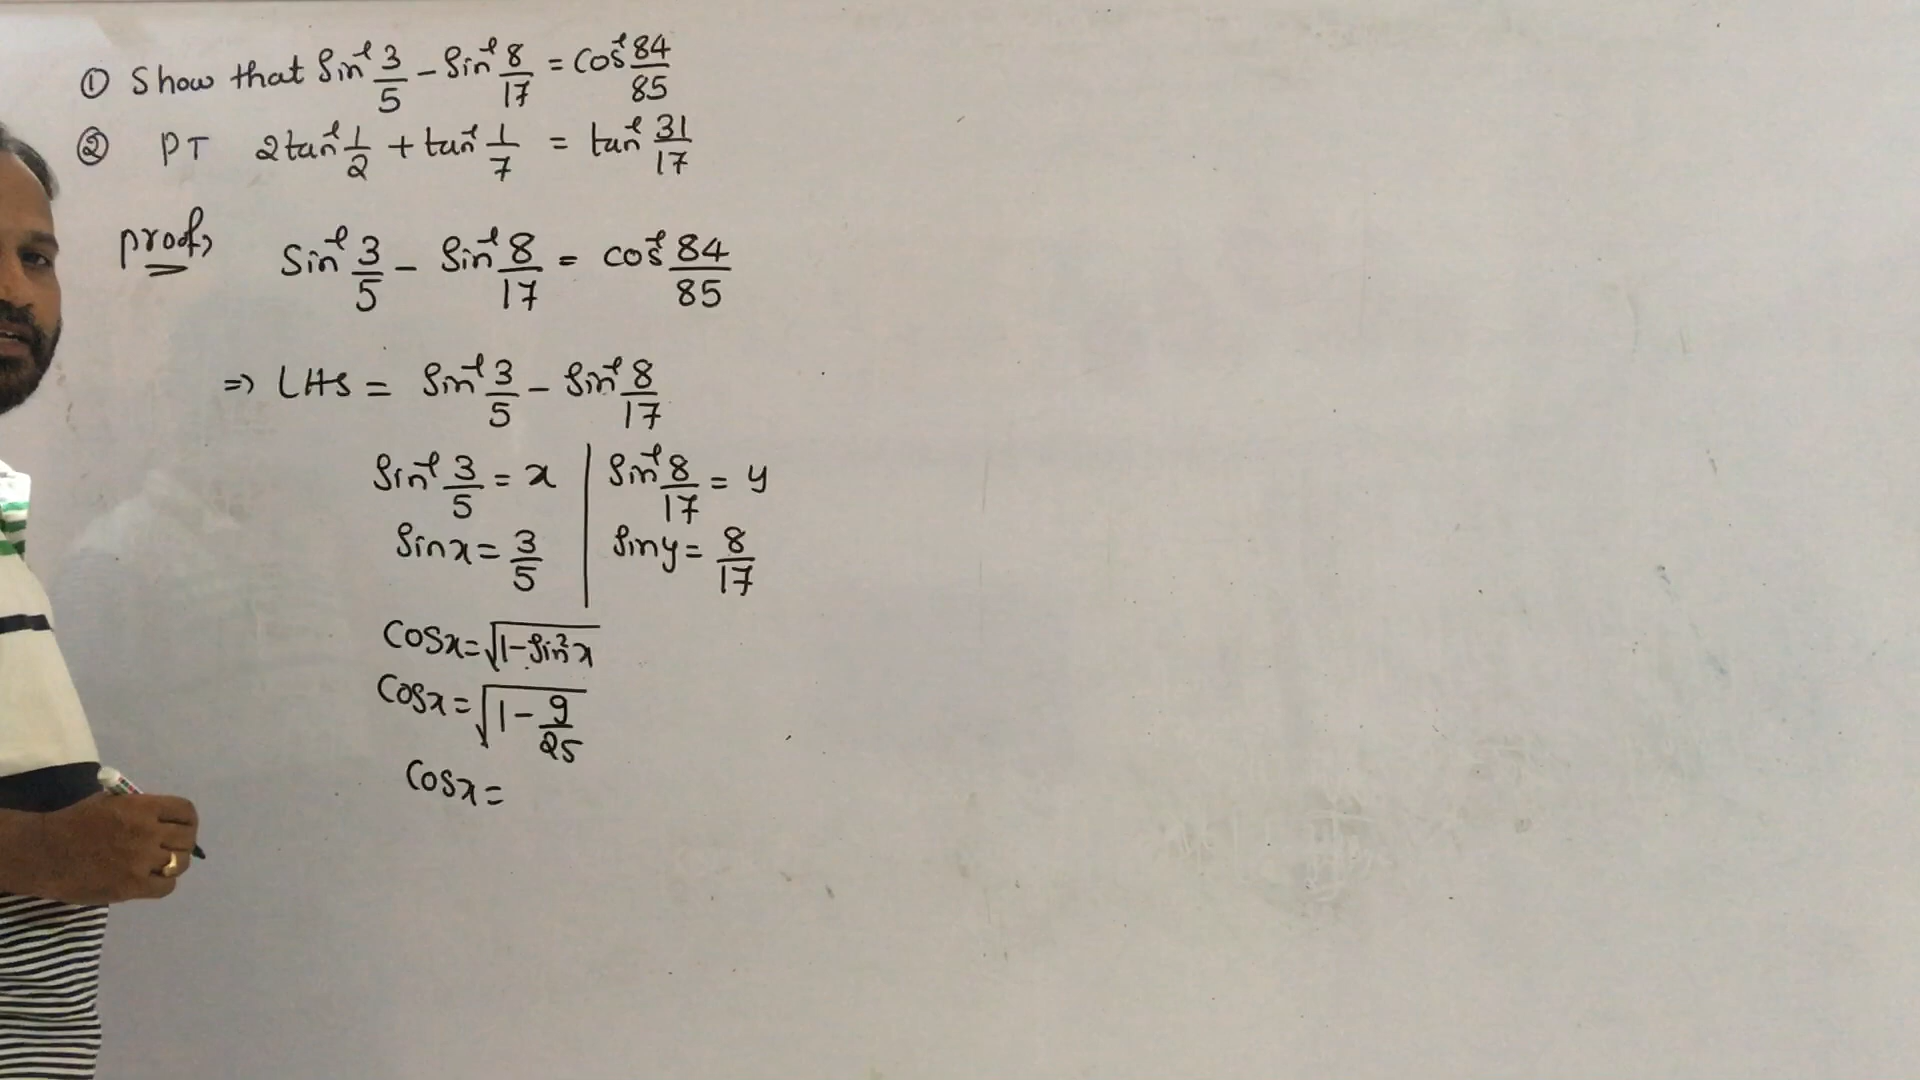 ① Show that Sin⁻¹ 3/5 - Sin⁻¹ 8/17 = Cos⁻¹ 84/85
② PT 2tan⁻¹ 1/2 + tan⁻¹ 1/7 = tan⁻¹ 31/17
proof, Sin⁻¹ 3/5 - Sin⁻¹ 8/17 = cos⁻¹ 84/85
⇒ LHS = Sin⁻¹ 3/5 - Sin⁻¹ 8/17
Sin⁻¹ 3/5 = x | Sin⁻¹ 8/17 = y
Sinx = 3/5 | Siny = 8/17
Cosx = √(1-Sin²x)
Cosx = √(1 - 9/25)
Cosx =